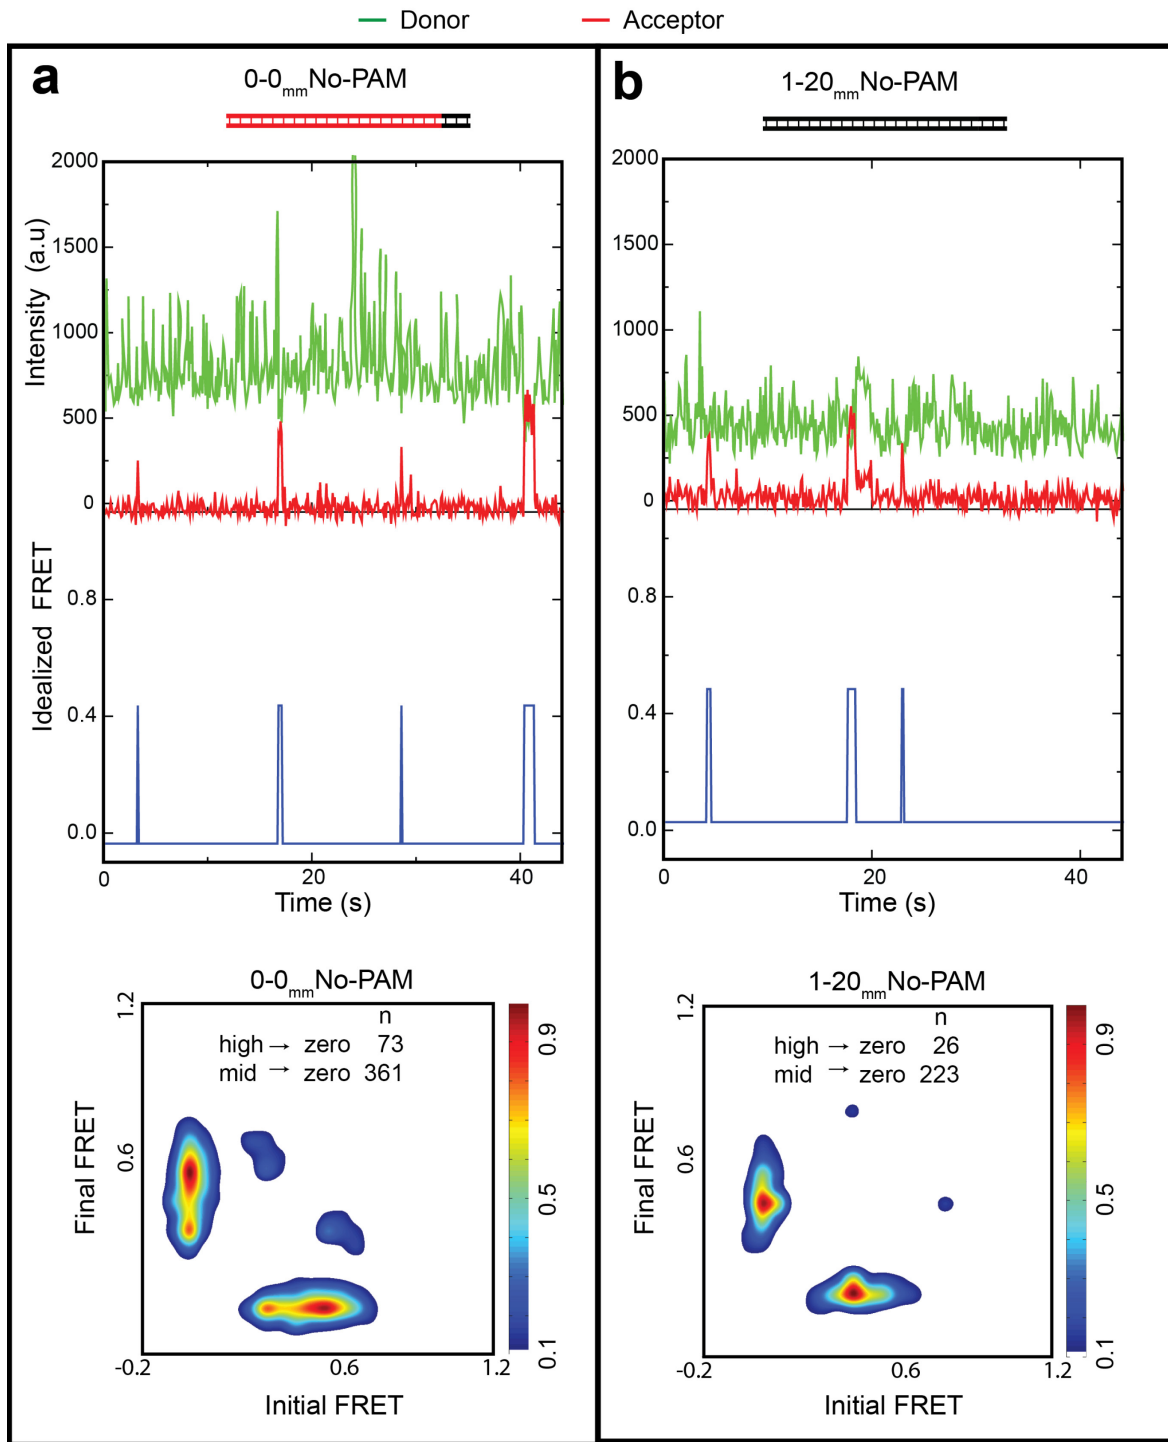 Donor Acceptor
a
0-0mmNo-PAM
2000
1500
1000
500
0
Intensity (a.u)
0.8
0.4
0.0
Idealized FRET
0 20 40
Time (s)
0-0mmNo-PAM
n
high → zero 73
mid → zero 361
1.2
0.6
Final FRET
-0.2 0.6 1.2
Initial FRET
0.9
0.5
0.1
b
1-20mmNo-PAM
2000
1500
1000
500
0
0.8
0.4
0.0
0 20 40
Time (s)
1-20mmNo-PAM
n
high → zero 26
mid → zero 223
1.2
0.6
Final FRET
-0.2 0.6 1.2
Initial FRET
0.9
0.5
0.1